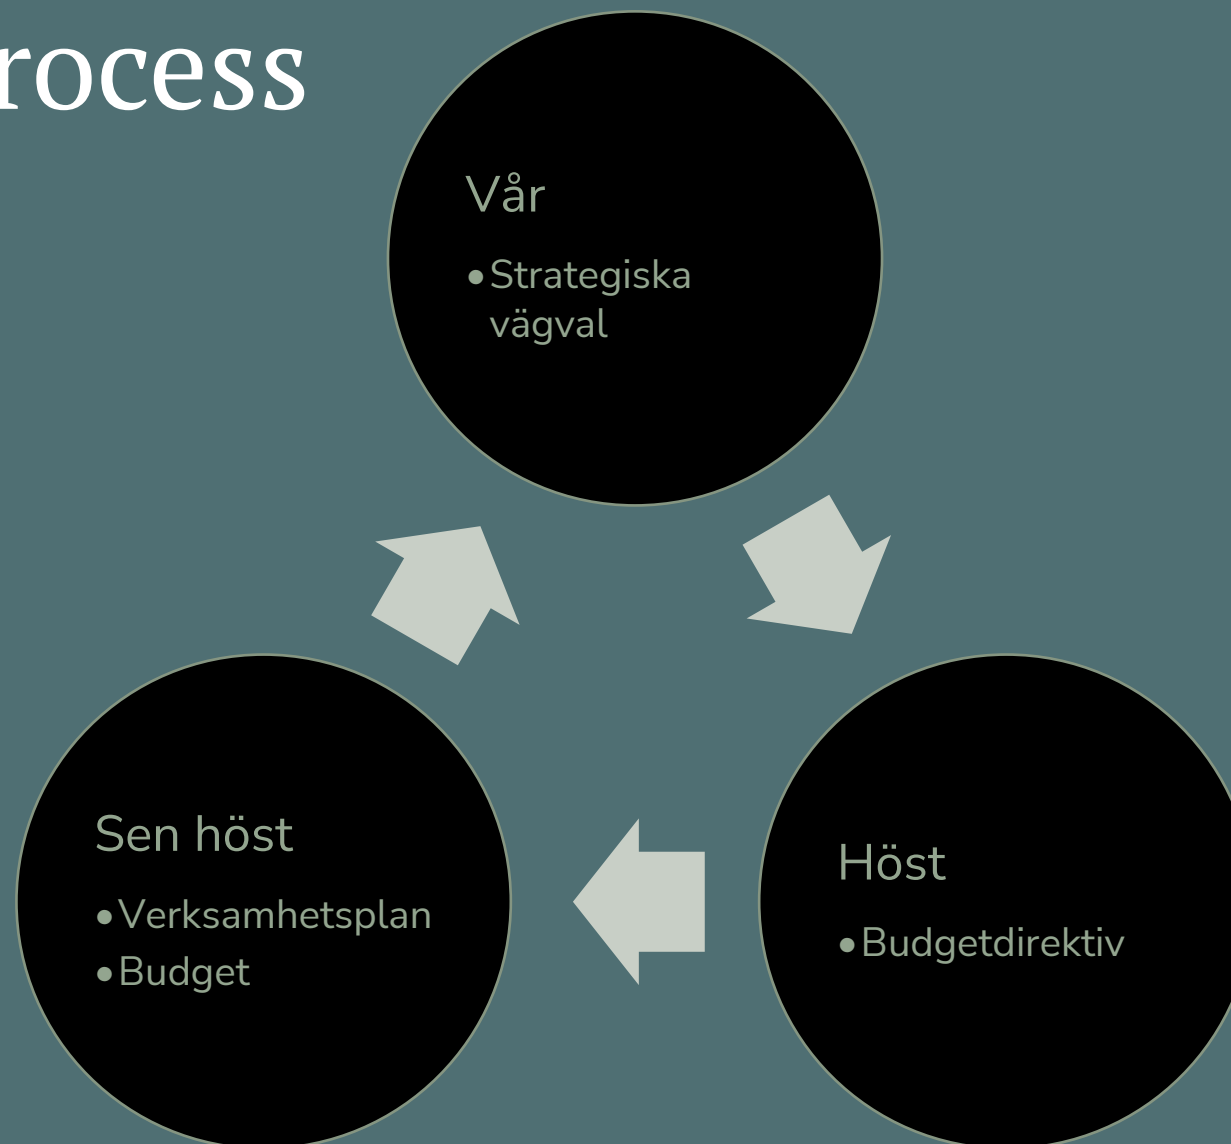 rocess
Vår
•Strategiska
vägval
Höst
•Budgetdirektiv
Sen höst
•Verksamhetsplan
•Budget